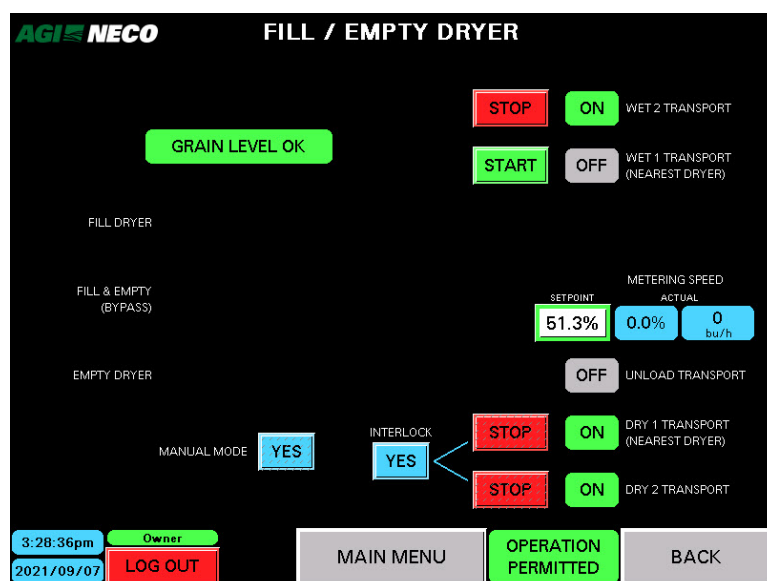 AGI NECO
FILL / EMPTY DRYER
STOP
ON
WET 2 TRANSPORT
GRAIN LEVEL OK
START
OFF
WET 1 TRANSPORT
(NEAREST DRYER)
FILL DRYER
METERING SPEED
FILL & EMPTY
(BYPASS)
SETPOINT
ACTUAL
51.3%
0.0%
0
bu/h
EMPTY DRYER
OFF
UNLOAD TRANSPORT
MANUAL MODE
YES
INTERLOCK
YES
STOP
ON
DRY 1 TRANSPORT
(NEAREST DRYER)
STOP
ON
DRY 2 TRANSPORT
3:28:36pm
Owner
2021/09/07
LOG OUT
MAIN MENU
OPERATION
PERMITTED
BACK